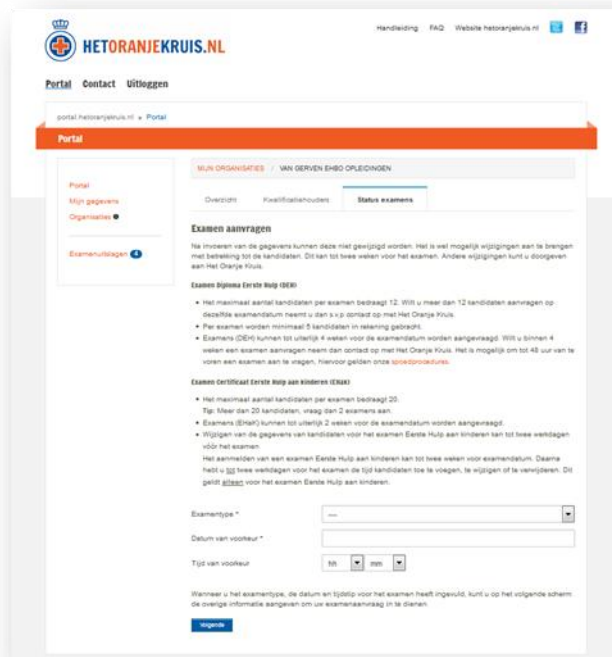 Handleiding FAQ Website hetoranjekruis.nl
HETORANJEKRUIS.NL
Portal Contact Uitloggen
portal.hetoranjekruis.nl Portal
Portal
MIJN ORGANISATIES / VAN GERVEN EHBO OPLEIDINGEN
Portal
Mijn gegevens
Organisaties
Examenuitslagen 4
Overzicht Kwalificatiehouders Status examens
Examen aanvragen
Na invoeren van de gegevens kunnen deze niet gewijzigd worden. Het is wel mogelijk wijzigingen aan te brengen
met betrekking tot de kandidaten. Dit kan tot twee weken voor het examen. Andere wijzigingen kunt u doorgeven
aan Het Oranje Kruis.
Examen Diploma Eerste Hulp (DEH)
• Het maximaal aantal kandidaten per examen bedraagt 12. Wilt u meer dan 12 kandidaten aanvragen op
dezelfde examendatum neemt u dan s.v.p contact op met Het Oranje Kruis.
• Per examen worden minimaal 5 kandidaten in rekening gebracht.
• Examens (DEH) kunnen tot uiterlijk 4 weken voor de examendatum worden aangevraagd. Wilt u binnen 4
weken een examen aanvragen neem dan contact op met Het Oranje Kruis. Het is mogelijk om tot 48 uur van te
voren een examen aan te vragen, hiervoor gelden onze spoedprocedures.
Examen Certificaat Eerste Hulp aan Kinderen (EHaK)
• Het maximaal aantal kandidaten per examen bedraagt 20.
Tip: Meer dan 20 kandidaten, vraag dan 2 examens aan.
• Examens (EHaK) kunnen tot uiterlijk 2 weken voor de examendatum worden aangevraagd.
• Wijzigen van de gegevens van kandidaten voor het examen Eerste Hulp aan kinderen kan tot twee werkdagen
vóór het examen
Het aanmelden van een examen Eerste Hulp aan kinderen kan tot twee weken voor examendatum. Daarna
hebt u tot twee werkdagen voor het examen de tijd kandidaten toe te voegen, te wijzigen of te verwijderen. Dit
geldt alleen voor het examen Eerste Hulp aan kinderen.
Examentype * ---
Datum van voorkeur *
Tijd van voorkeur hh mm
Wanneer u het examentype, de datum en tijdstip voor het examen heeft ingevuld, kunt u op het volgende scherm
de overige informatie aangeven om uw examenaanvraag in te dienen
Volgende